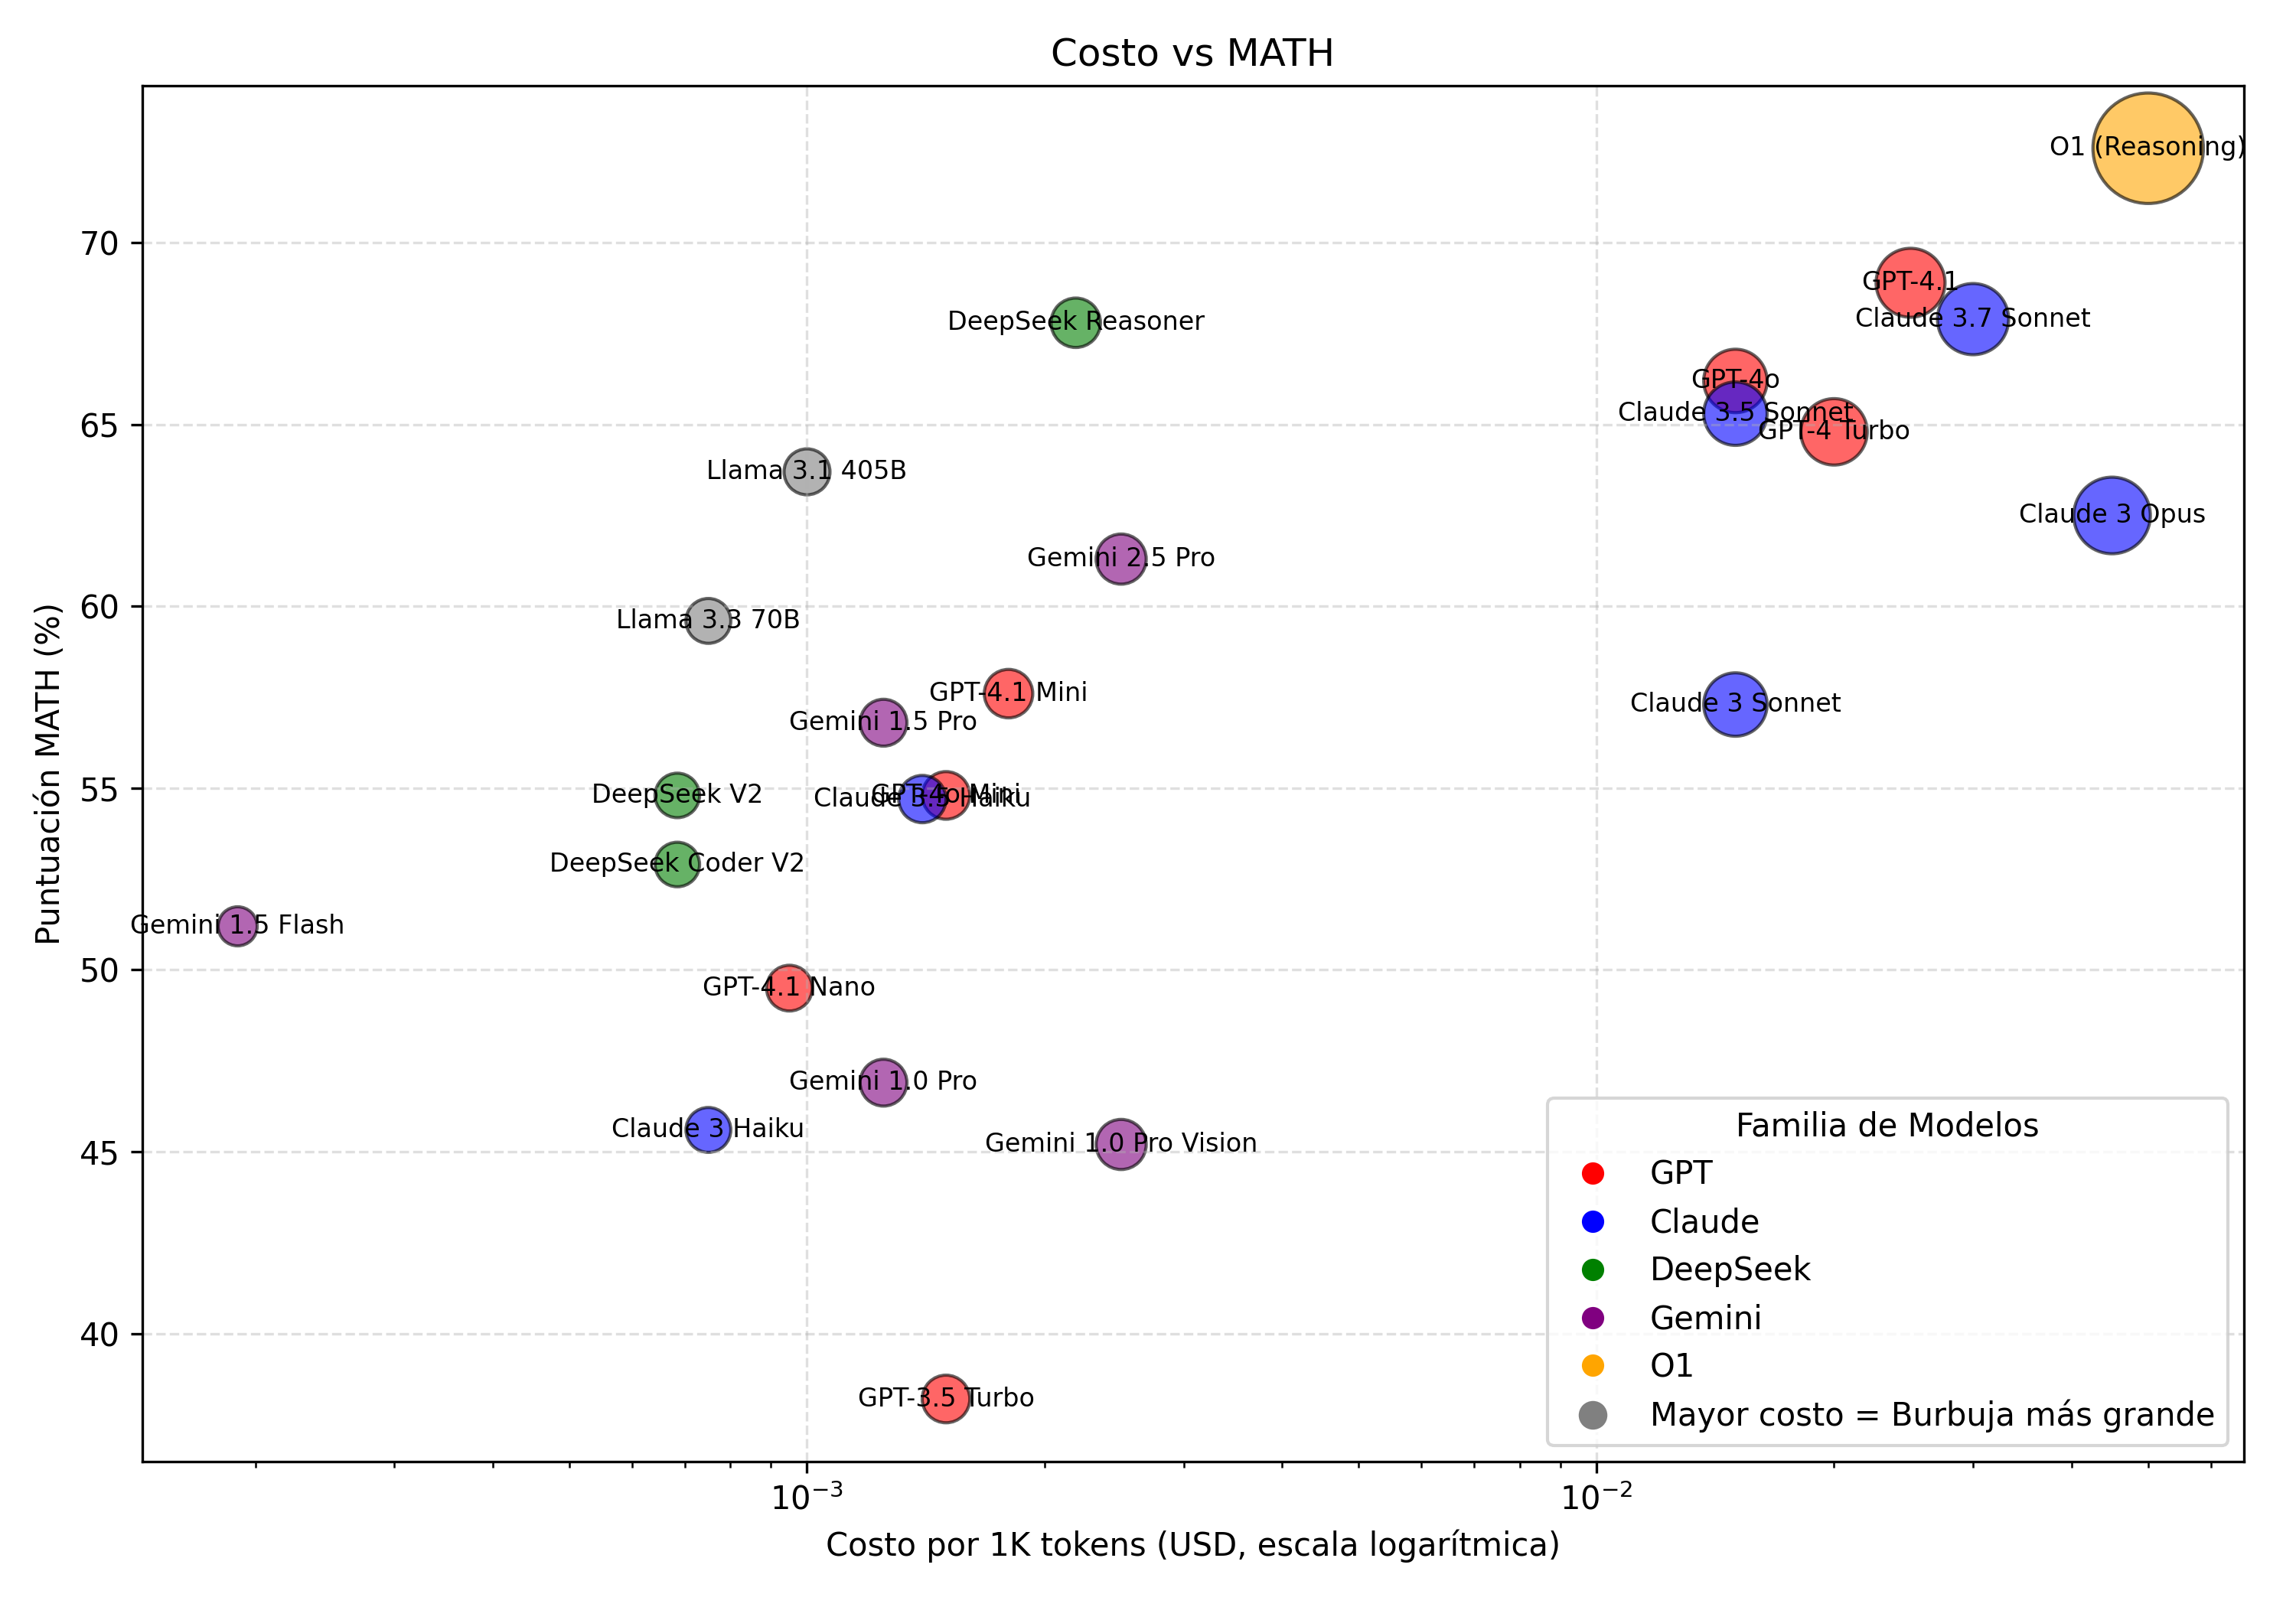 Costo vs MATH
O1 (Reasoning)
70
GPT-4.1
DeepSeek Reasoner
Claude 3.7 Sonnet
GPT-4o
Claude 3.5 Sonnet
65
GPT-4 Turbo
Llama 3.1 405B
Claude 3 Opus
Gemini 2.5 Pro
60
Llama 3.3 70B
GPT-4.1 Mini
Claude 3 Sonnet
Gemini 1.5 Pro
55
DeepSeek V2
GPT-4o Mini
Claude 3.5 Haiku
DeepSeek Coder V2
Gemini 1.5 Flash
50
GPT-4.1 Nano
Gemini 1.0 Pro
Claude 3 Haiku
Gemini 1.0 Pro Vision
45
40
GPT-3.5 Turbo
Puntuación MATH (%)
Familia de Modelos
GPT
Claude
DeepSeek
Gemini
O1
Mayor costo = Burbuja más grande
10⁻³
10⁻²
Costo por 1K tokens (USD, escala logarítmica)